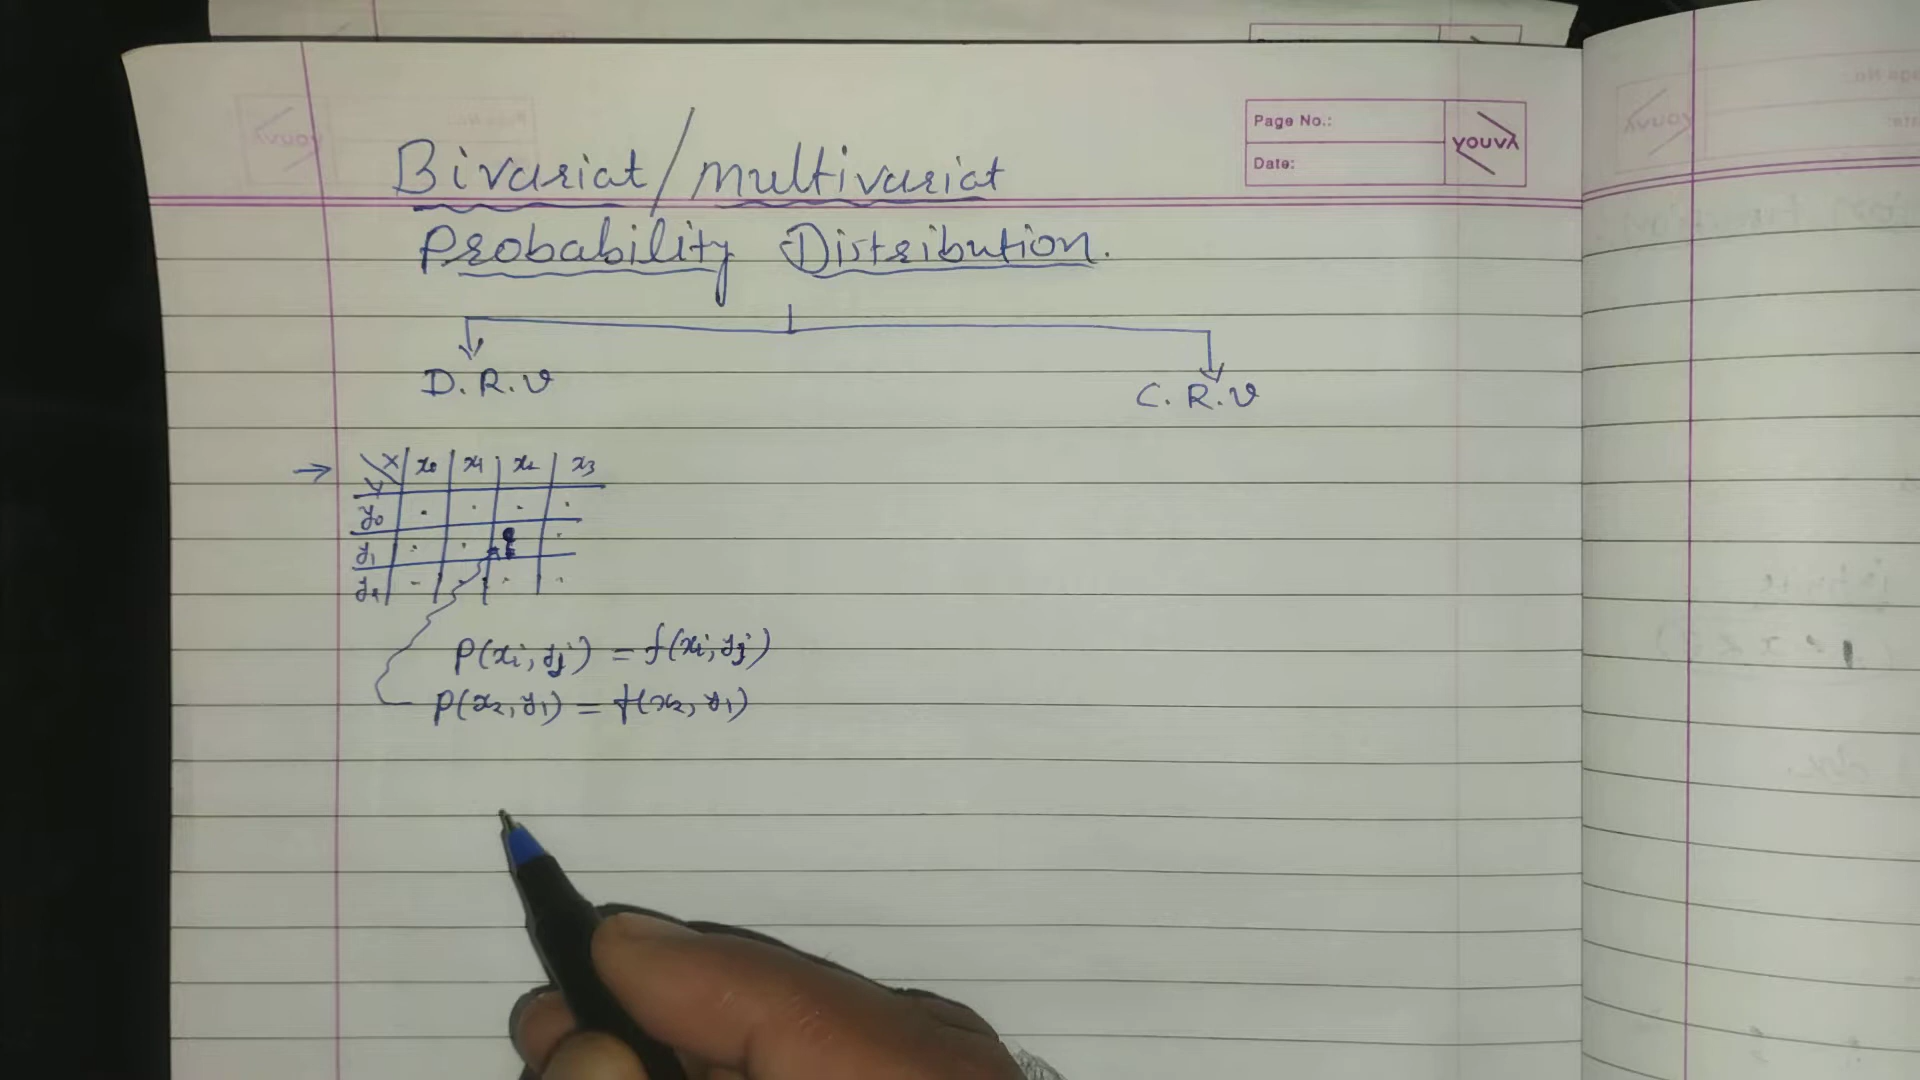 Page No.:
Date:
youva
Bivariat/multivariat
Probability Distribution.
D.R.V
C.R.V
→ X x₀ x₁ x₂ x₃
Y
y₀
y₁
y₂
P(xi, yj) = f(xi, yj)
P(x₂, y₁) = f(x₂, y₁)